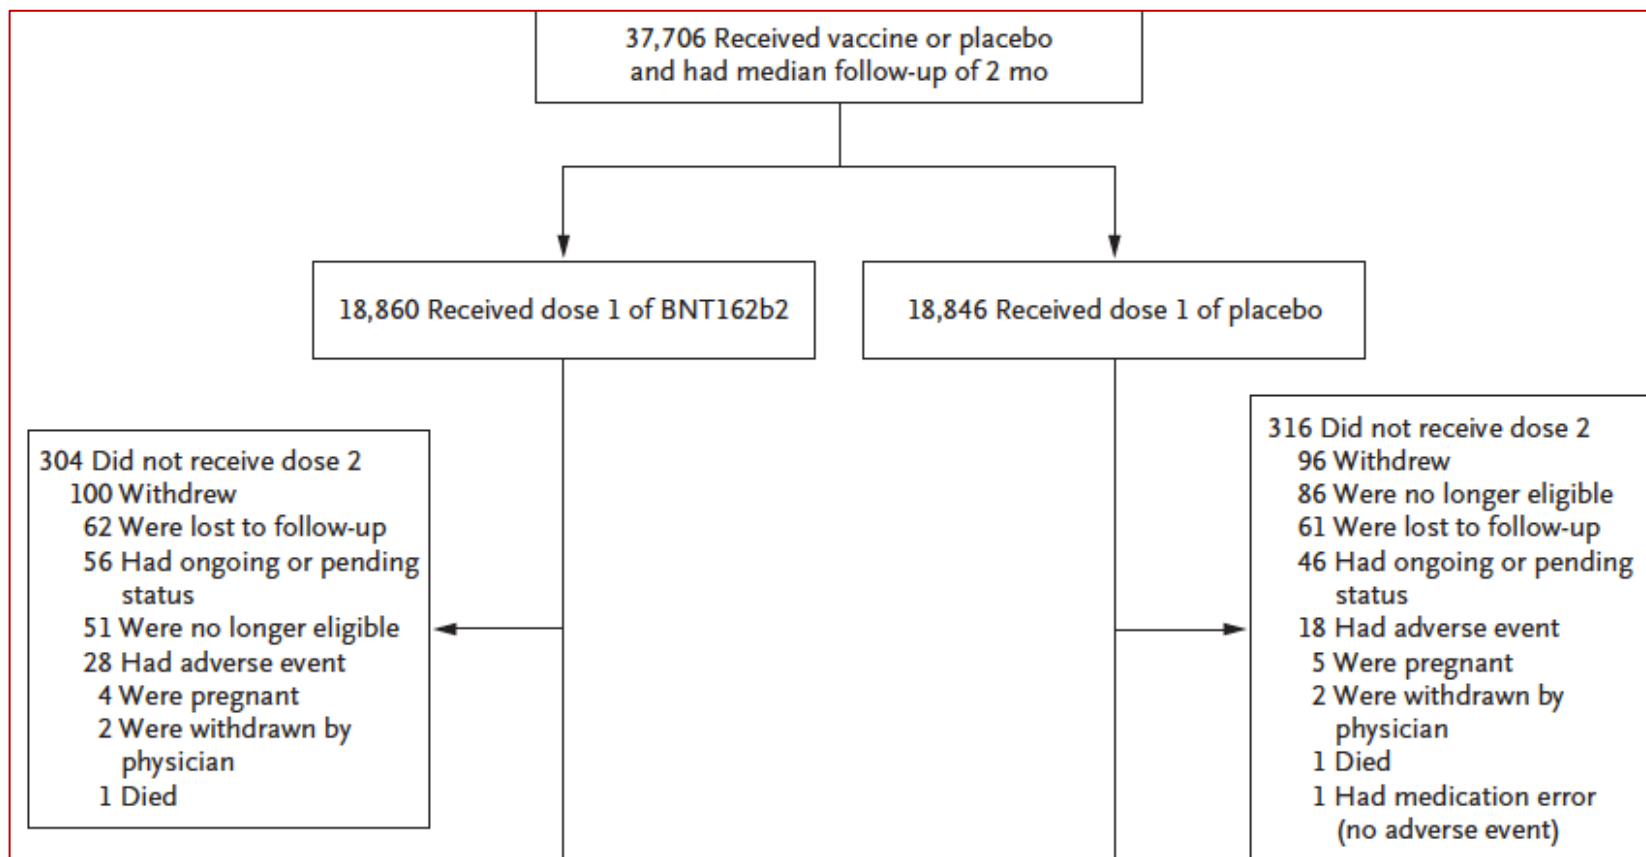 37,706 Received vaccine or placebo
and had median follow-up of 2 mo
18,860 Received dose 1 of BNT162b2
18,846 Received dose 1 of placebo
304 Did not receive dose 2
100 Withdrew
62 Were lost to follow-up
56 Had ongoing or pending
status
51 Were no longer eligible
28 Had adverse event
4 Were pregnant
2 Were withdrawn by
physician
1 Died
316 Did not receive dose 2
96 Withdrew
86 Were no longer eligible
61 Were lost to follow-up
46 Had ongoing or pending
status
18 Had adverse event
5 Were pregnant
2 Were withdrawn by
physician
1 Died
1 Had medication error
(no adverse event)